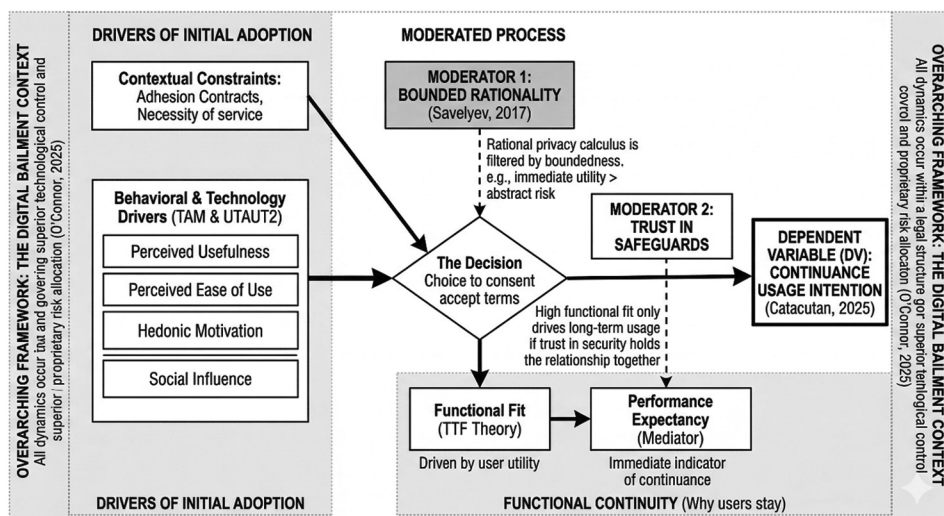 OVERARCHING FRAMEWORK: THE DIGITAL BAILMENT CONTEXT
All dynamics occur and governing superior technological control and
superior proprietary risk allocation (O'Connor, 2025)
DRIVERS OF INITIAL ADOPTION
Contextual Constraints:
Adhesion Contracts,
Necessity of service
Behavioral & Technology
Drivers (TAM & UTAUT2)
Perceived Usefulness
Perceived Ease of Use
Hedonic Motivation
Social Influence
DRIVERS OF INITIAL ADOPTION
MODERATED PROCESS
MODERATOR 1:
BOUNDED RATIONALITY
(Savelyev, 2017)
Rational privacy calculus is
filtered by boundedness.
e.g., immediate utility >
abstract risk
MODERATOR 2:
TRUST IN
SAFEGUARDS
The Decision
Choice to consent
accept terms
DEPENDENT
VARIABLE (DV):
CONTINUANCE
USAGE INTENTION
(Catacutan, 2025)
High functional fit only
drives long-term usage
if trust in security holds
the relationship together
Functional Fit
(TTF Theory)
Driven by user utility
Performance
Expectancy
(Mediator)
Immediate indicator
of continuance
FUNCTIONAL CONTINUITY (Why users stay)
OVERARCHING FRAMEWORK: THE DIGITAL BAILMENT CONTEXT
All dynamics occur within a legal structure superior control
and proprietary risk (O'Connor, 2025)